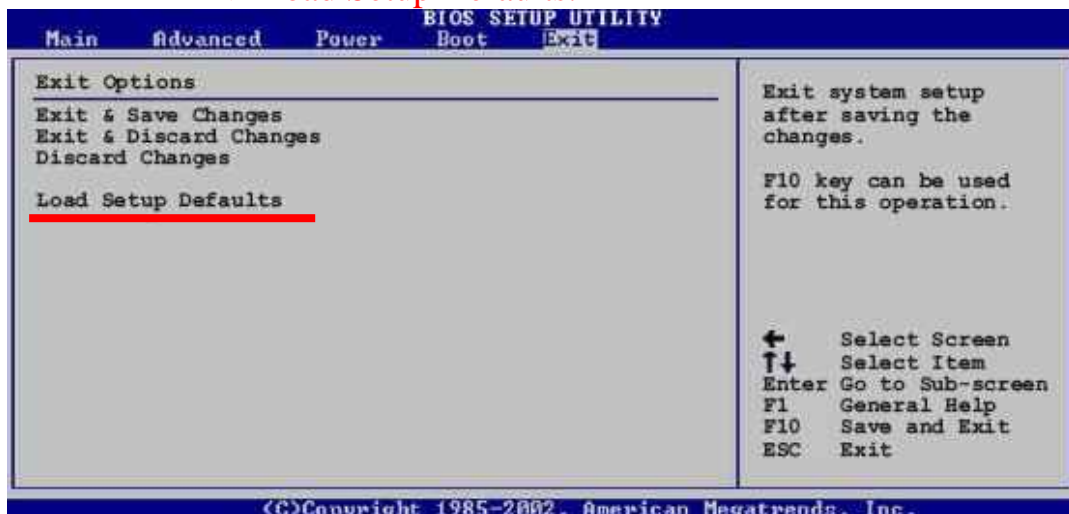 BIOS SETUP UTILITY
Main Advanced Power Boot Exit
Exit Options
Exit & Save Changes
Exit & Discard Changes
Discard Changes
Load Setup Defaults
Exit system setup
after saving the
changes.
F10 key can be used
for this operation.
← Select Screen
↑↓ Select Item
Enter Go to Sub-screen
F1 General Help
F10 Save and Exit
ESC Exit
(C)Copyright 1985-2002, American Megatrends, Inc.